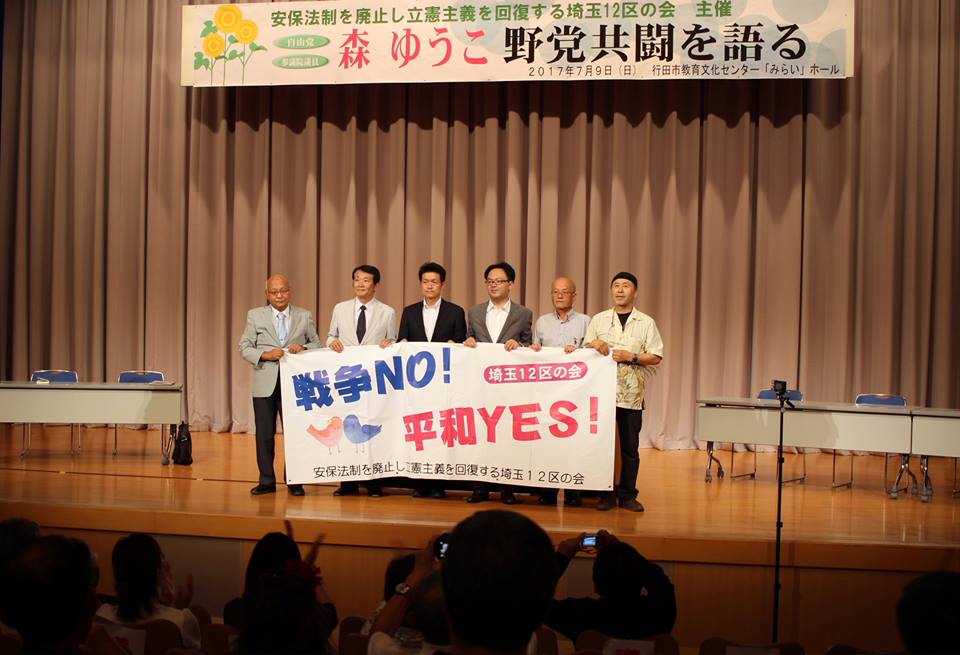 安保法制を廃止し立憲主義を回復する埼玉12区の会　主催
自由党
参議院議員
森 ゆうこ 野党共闘を語る
2017年7月9日（日）　行田市教育文化センター「みらい」ホール
戦争NO!
埼玉12区の会
平和YES!
安保法制を廃止し立憲主義を回復する埼玉12区の会